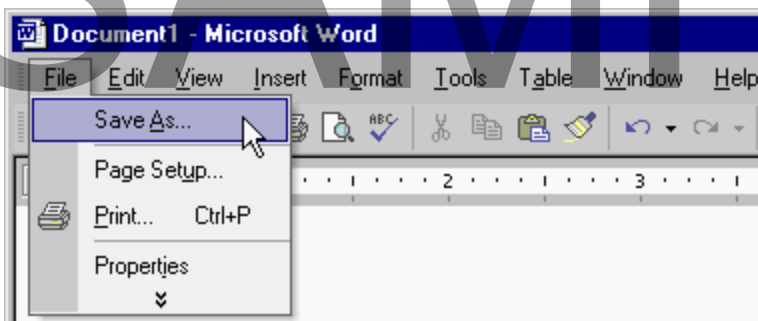 Document1 - Microsoft Word
File Edit View Insert Format Tools Table Window Help
Save As...
ABC
Page Setup...
2 3
Print... Ctrl+P
Properties